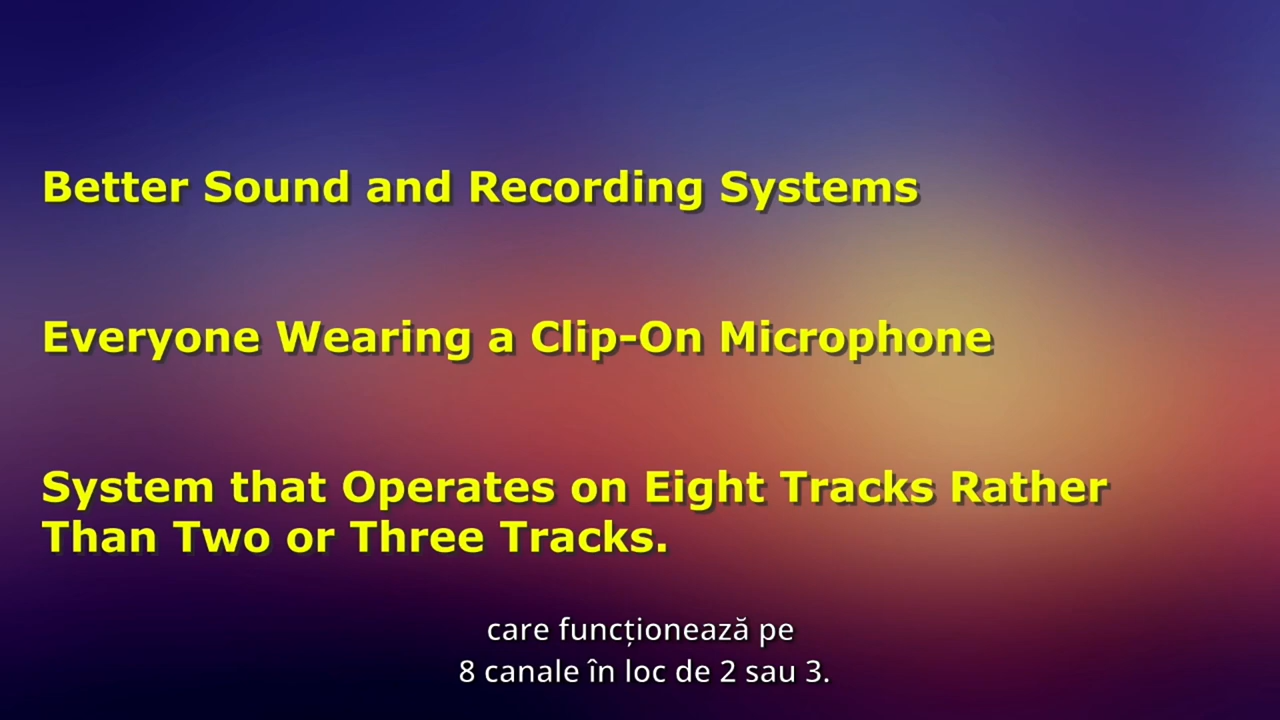 Better Sound and Recording Systems
Everyone Wearing a Clip-On Microphone
System that Operates on Eight Tracks Rather
Than Two or Three Tracks.
care funcționează pe
8 canale în loc de 2 sau 3.